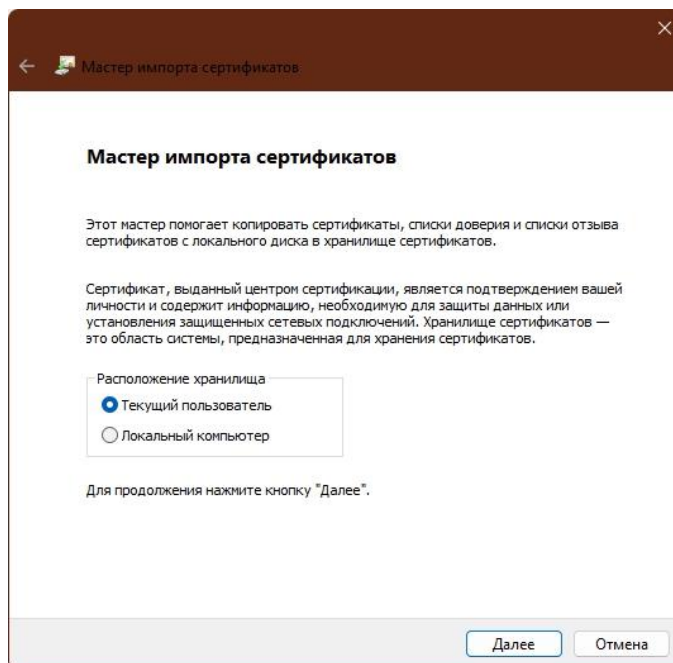 Мастер импорта сертификатов
Мастер импорта сертификатов
Этот мастер помогает копировать сертификаты, списки доверия и списки отзыва
сертификатов с локального диска в хранилище сертификатов.
Сертификат, выданный центром сертификации, является подтверждением вашей
личности и содержит информацию, необходимую для защиты данных или
установления защищенных сетевых подключений. Хранилище сертификатов —
это область системы, предназначенная для хранения сертификатов.
Расположение хранилища
Текущий пользователь
Локальный компьютер
Для продолжения нажмите кнопку "Далее".
Далее Отмена